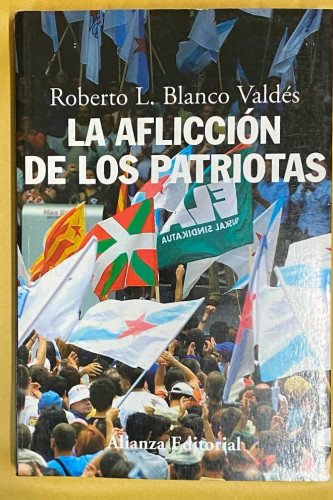 Roberto L. Blanco Valdés
LA AFLICCIÓN
DE LOS PATRIOTAS
ELA
EUSKAL SINDIKATUA
Alianza Editorial